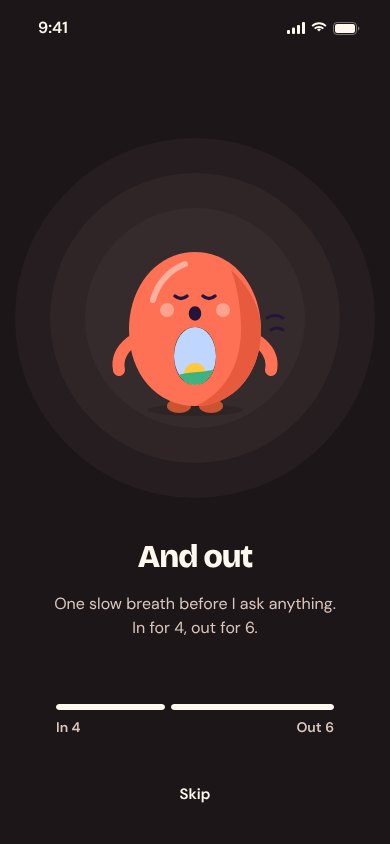 9:41
And out
One slow breath before I ask anything.
In for 4, out for 6.
In 4
Out 6
Skip